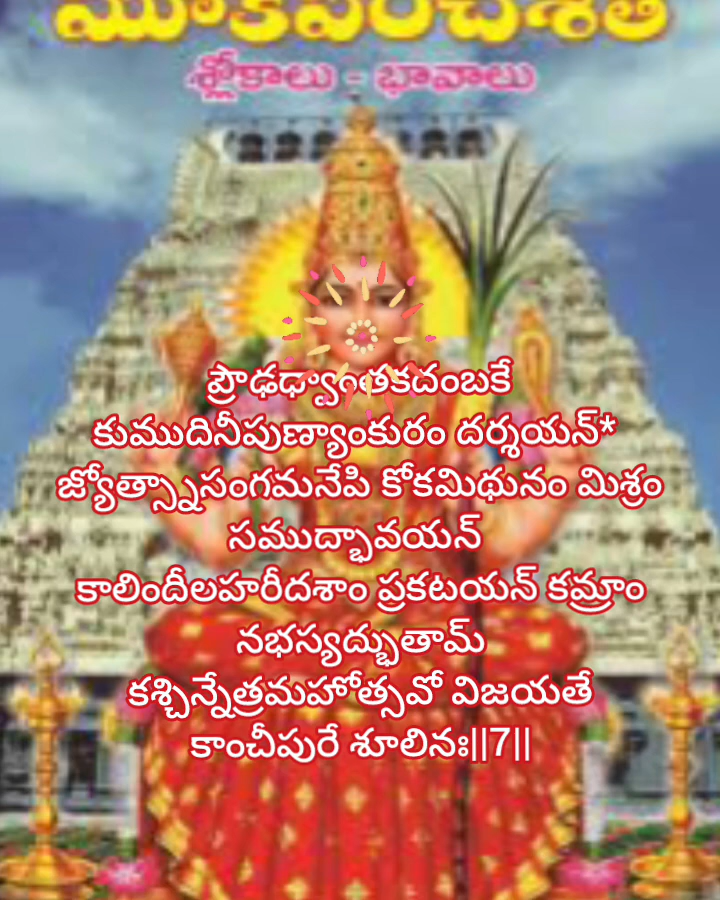 మూకపంచశతి
శ్లోకాలు - భావాలు
ప్రౌఢధ్వాంతకదంబకే
కుముదినీపుణ్యాంకురం దర్శయన్*
జ్యోత్స్నాసంగమనేపి కోకమిథునం మిశ్రం
సముద్భావయన్
కాలిందీలహరీదశాం ప్రకటయన్ కమ్రాం
నభస్యద్భుతామ్
కశ్చిన్నేత్రమహోత్సవో విజయతే
కాంచీపురే శూలినః||7||